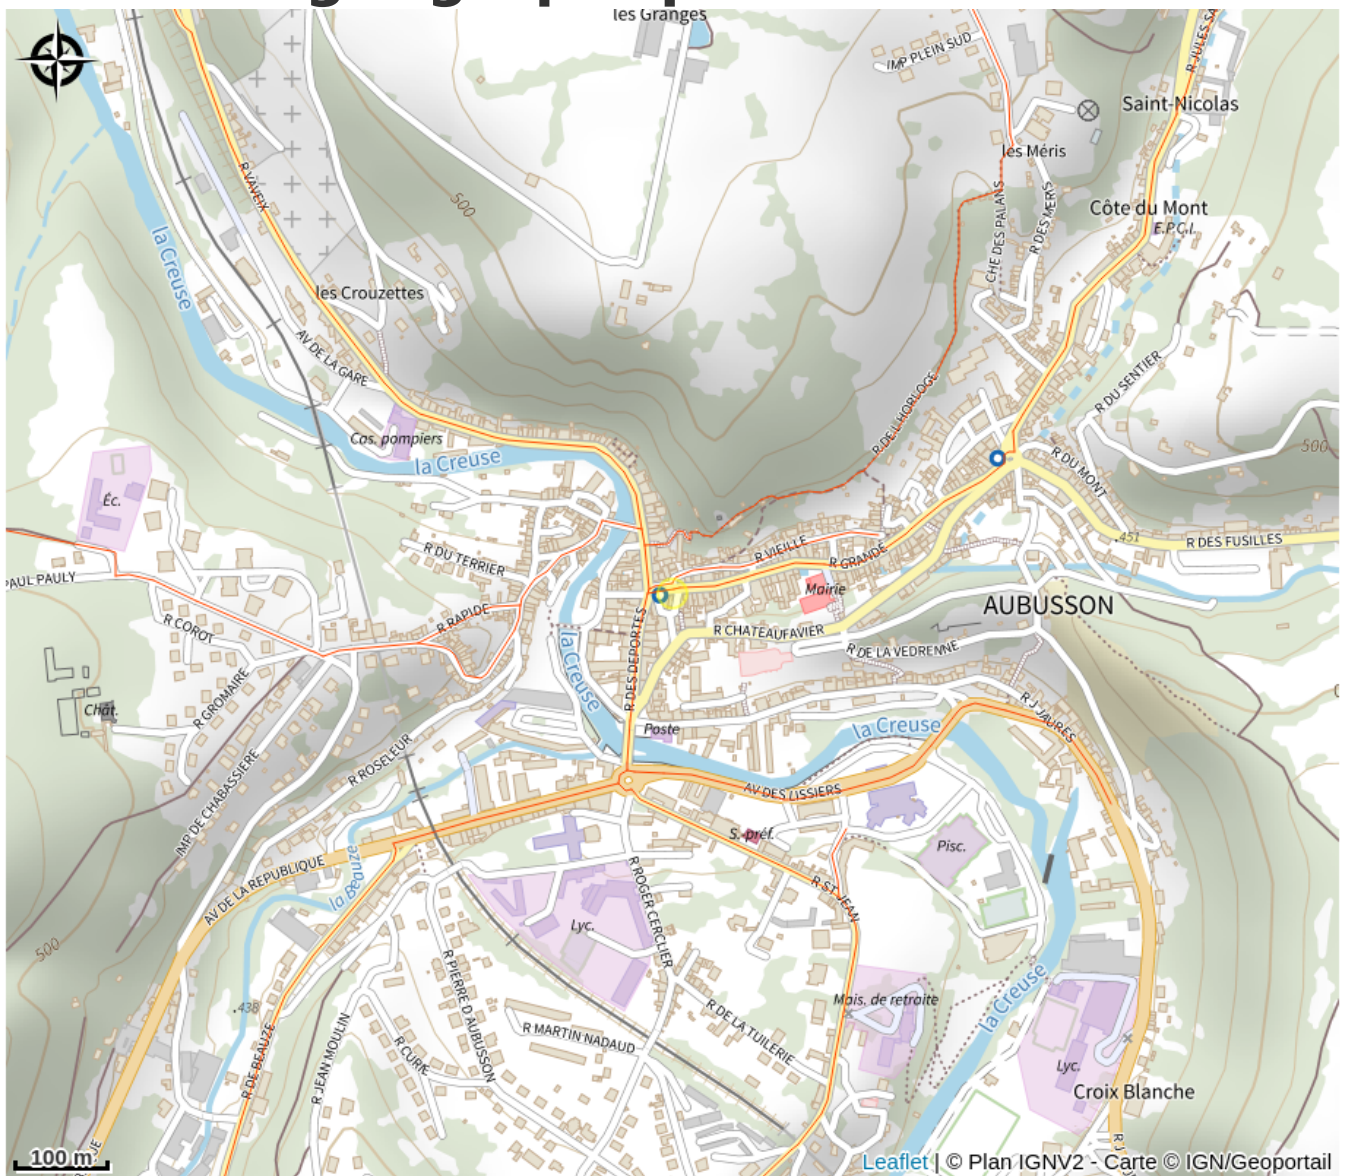 les Granges
IMP PLEIN SUD
R JULES SA
Saint-Nicolas
les Méris
R VAVEIX
500
CHE DES PALANS
R DES MERS
Côte du Mont
E.P.C.I.
la Creuse
les Crouzettes
AV DE LA GARE
R DU SENTIER
R DE L'HORLOGE
Cas. pompiers
la Creuse
500
R DU MONT
Éc.
.451
R DES FUSILLES
R DU TERRIER
R VIEILLE
R GRANDE
PAUL PAULY
Mairie
AUBUSSON
R RAPIDE
R COROT
R CHATEAUFAVIER
R DE LA VEDRENNE
la Creuse
R DES DEPORTES
R GROMAIRE
Chât.
R J JAURES
la Creuse
Poste
R ROSELEUR
IMP DE CHABASSIERE
AV DES LISSIERS
S.-préf.
Pisc.
la Beauze
AV DE LA REPUBLIQUE
R ROGER CERCLIER
R ST JEAN
Lyc.
500
R PIERRE D AUBUSSON
Mais. de retraite
la Creuse
.438
R DE BEAUZE
R JEAN MOULIN
R CURIE
R MARTIN NADAUD
R DE LA TUILERIE
Lyc.
Croix Blanche
R J
100 m
Leaflet | © Plan IGNV2 - Carte © IGN/Geoportail